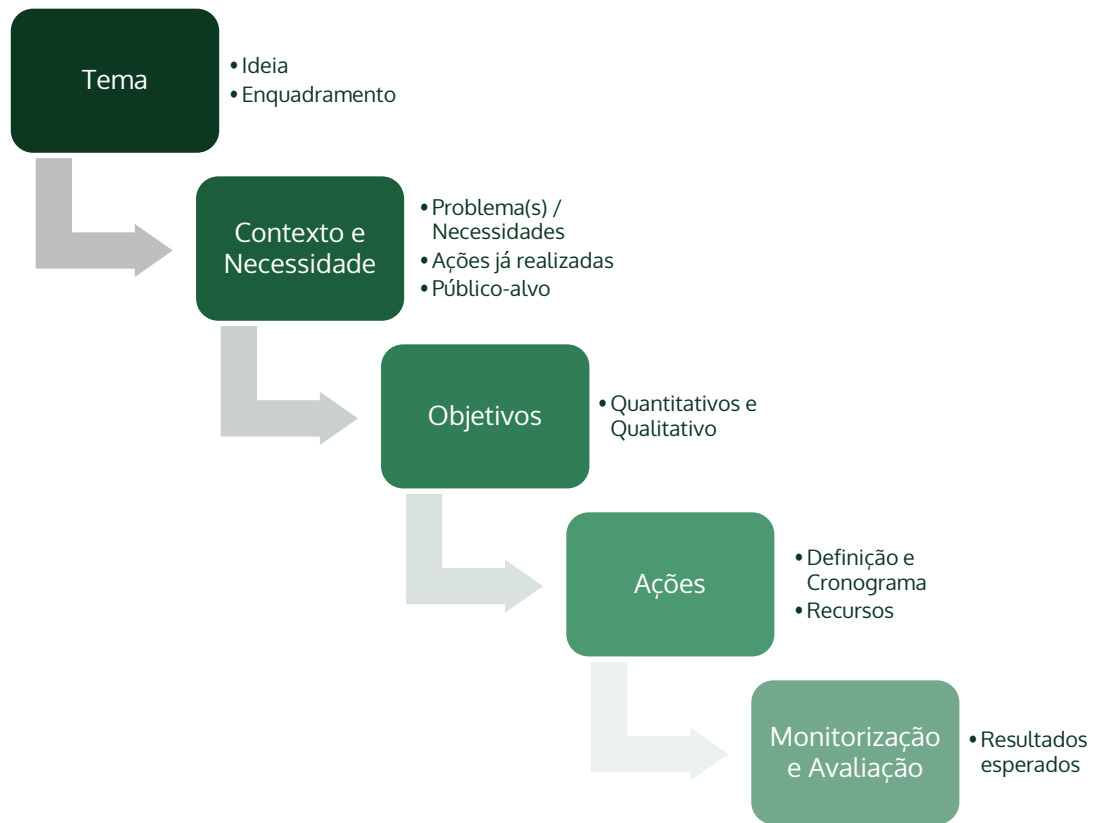 Tema
• Ideia
• Enquadramento
Contexto e
Necessidade
• Problema(s) /
Necessidades
• Ações já realizadas
• Público-alvo
Objetivos
• Quantitativos e
Qualitativo
Ações
• Definição e
Cronograma
• Recursos
Monitorização
e Avaliação
• Resultados
esperados